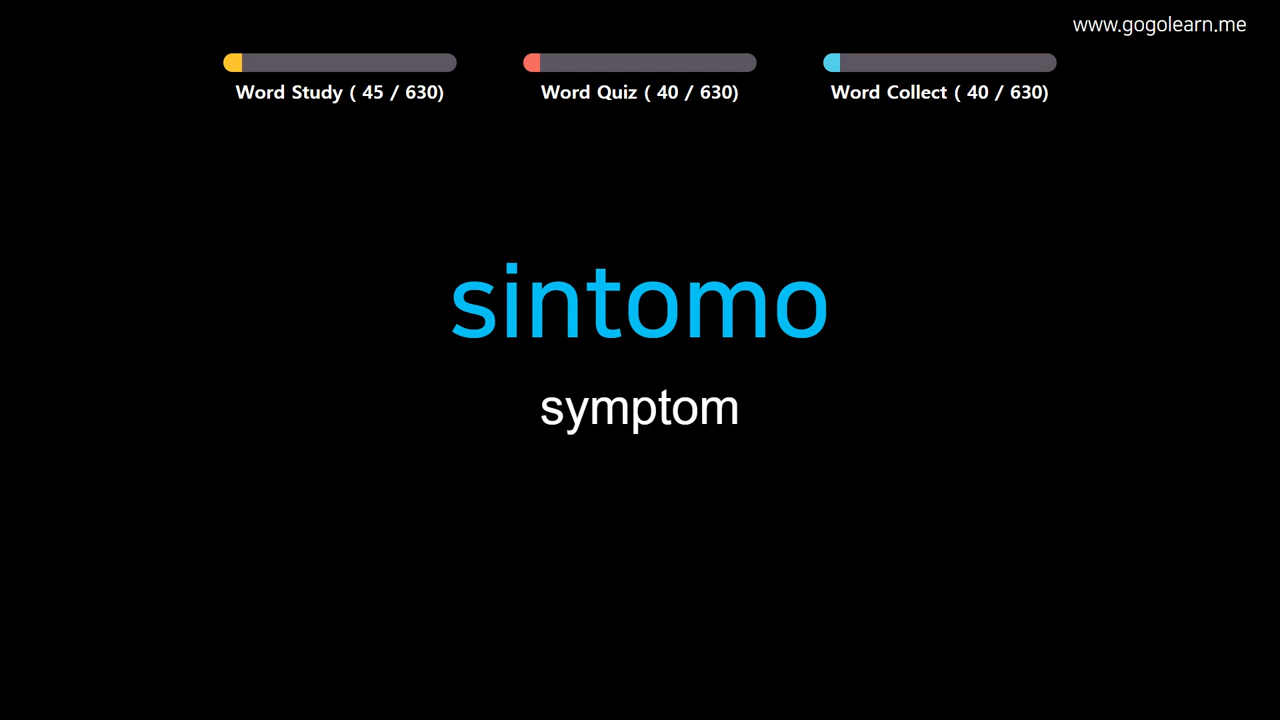 www.gogolearn.me
Word Study ( 45 / 630)
Word Quiz ( 40 / 630)
Word Collect ( 40 / 630)
sintomo
symptom